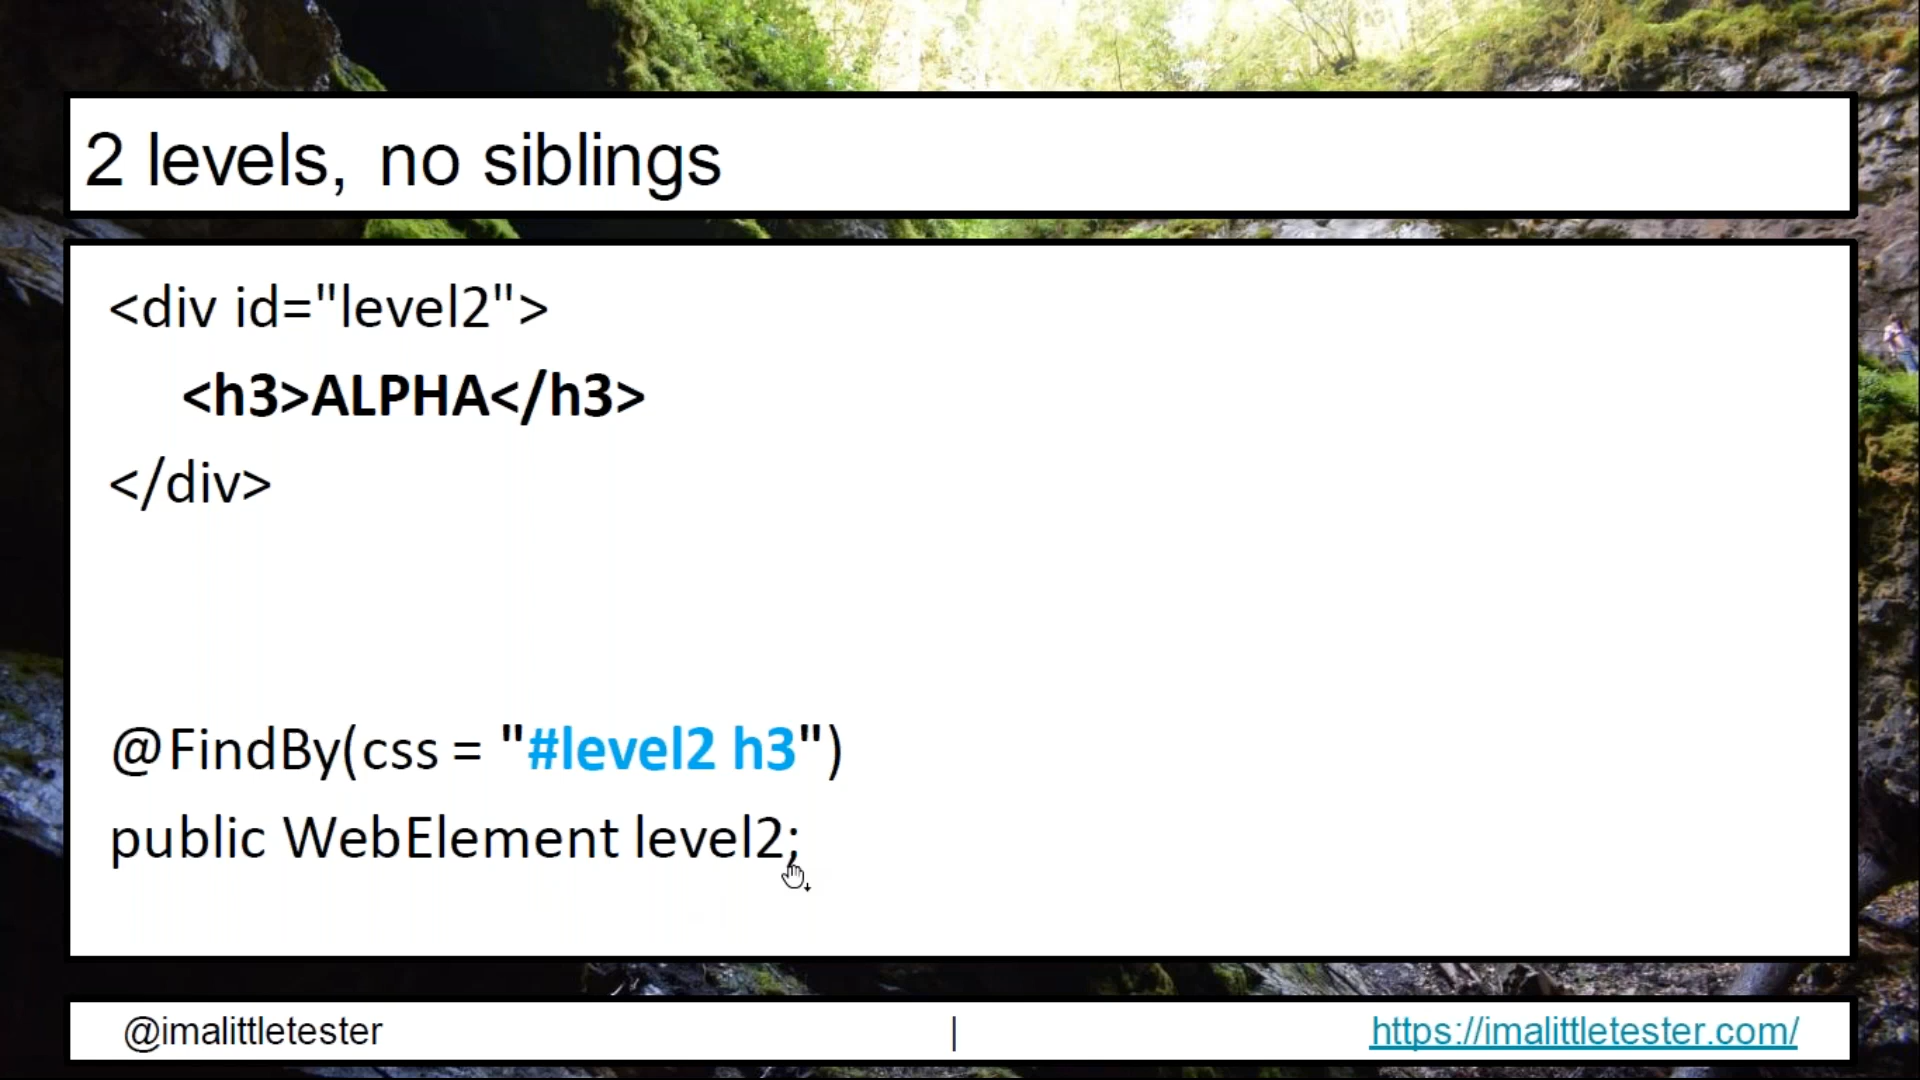 2 levels, no siblings
<div id="level2">
<h3>ALPHA</h3>
</div>
@FindBy(css = "#level2 h3")
public WebElement level2;
@imalittletester | https://imalittletester.com/